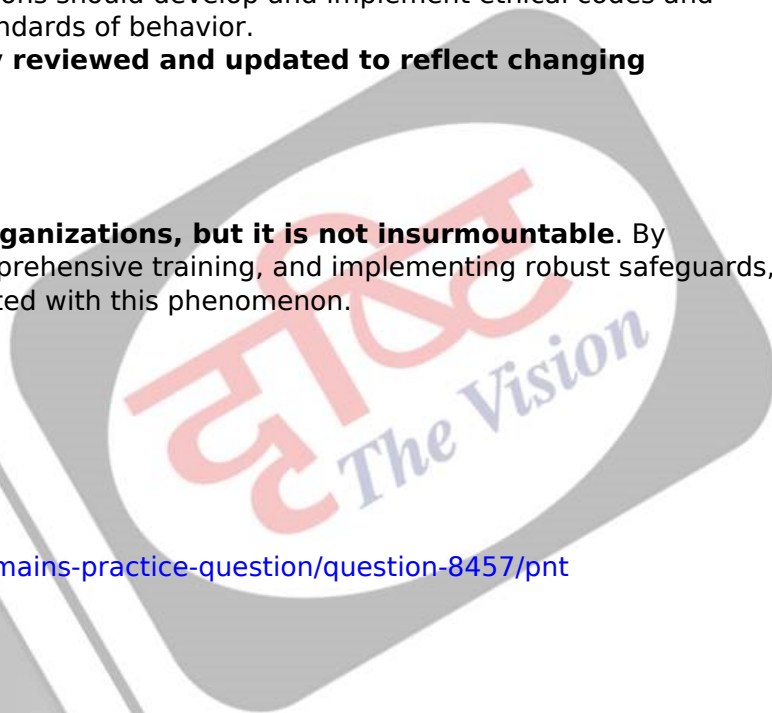 ons should develop and implement ethical codes and
ndards of behavior.
reviewed and updated to reflect changing
ganizations, but it is not insurmountable. By
prehensive training, and implementing robust safeguards,
ted with this phenomenon.
दृष्टि
The Vision
mains-practice-question/question-8457/pnt